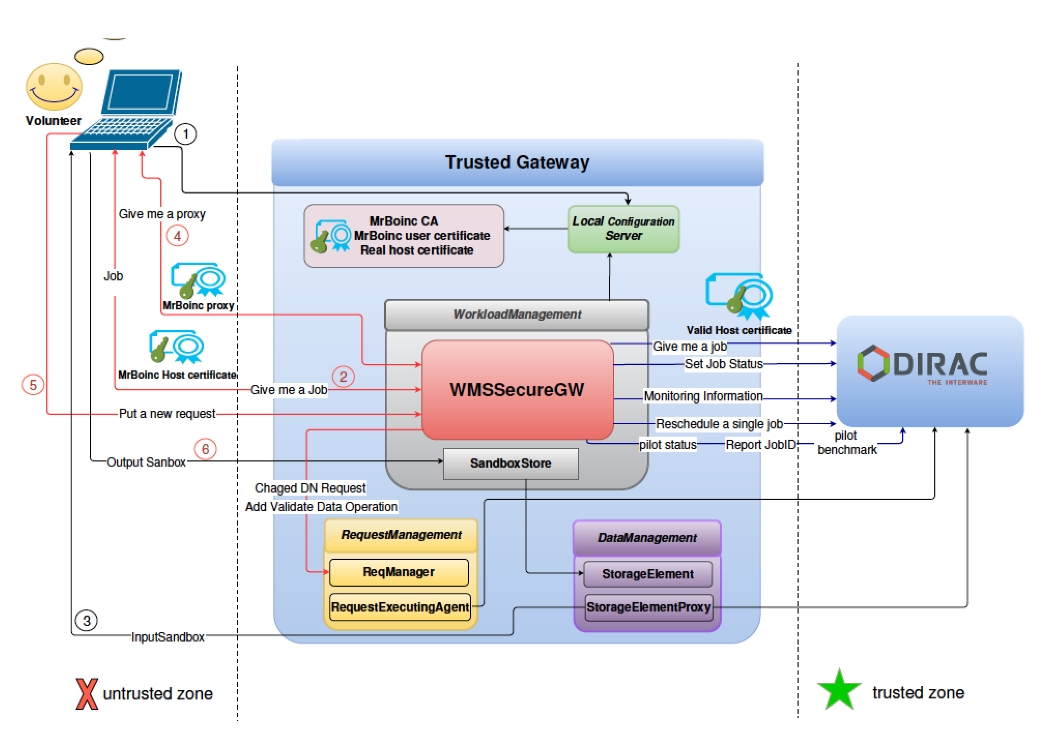 Volunteer
1
Trusted Gateway
Give me a proxy
4
MrBoinc CA
MrBoinc user certificate
Real host certificate
Local Configuration
Server
Job
MrBoinc proxy
WorkloadManagement
Valid Host certificate
Give me a job
MrBoinc Host certificate
2
5
Give me a Job
WMSSecureGW
Set Job Status
DIRAC
THE INTERWARE
Monitoring Information
Put a new request
Reschedule a single job
pilot status
Report JobID
pilot
benchmark
6
Output Sanbox
SandboxStore
Chaged DN Request
Add Validate Data Operation
RequestManagement
DataManagement
ReqManager
StorageElement
RequestExecutingAgent
StorageElementProxy
3
InputSandbox
X untrusted zone
trusted zone